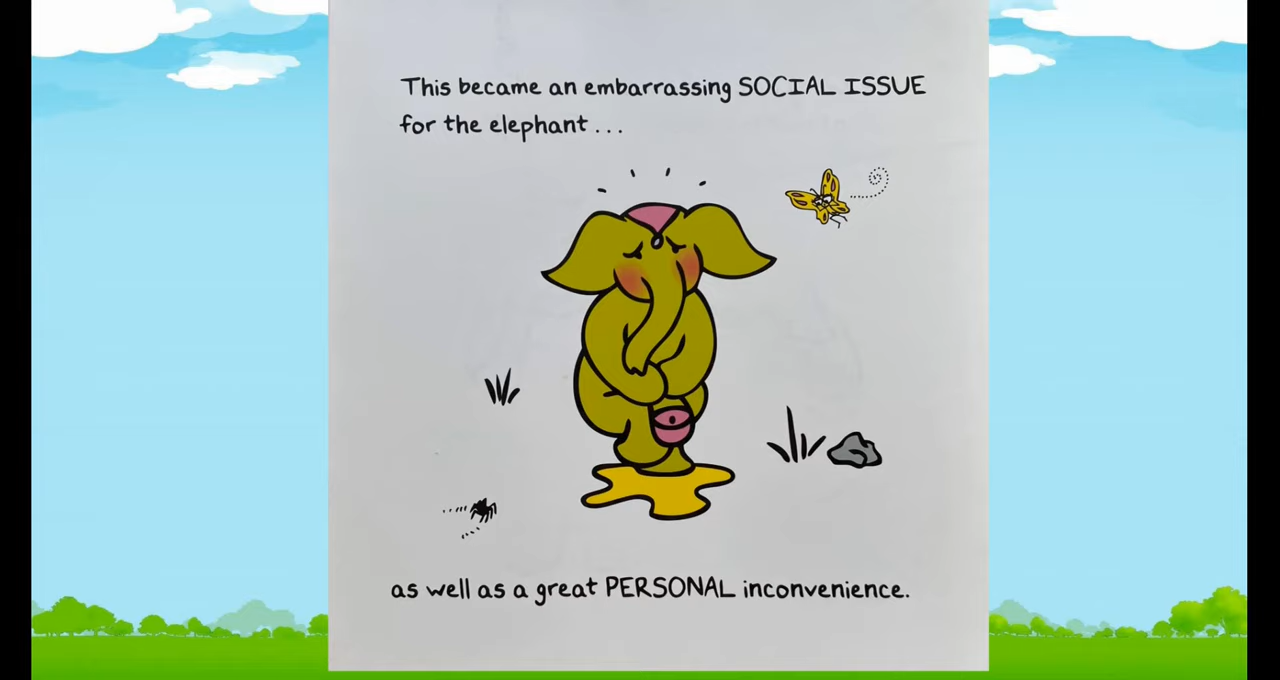 This became an embarrassing SOCIAL ISSUE
for the elephant...
as well as a great PERSONAL inconvenience.